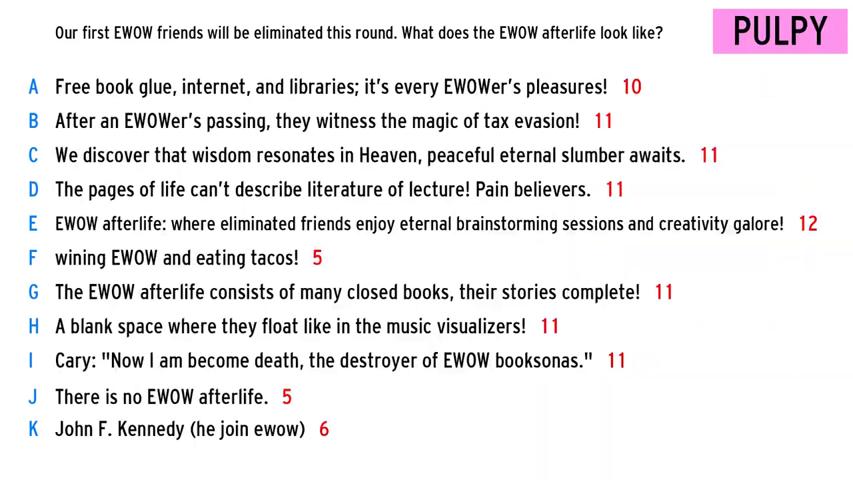 Our first EWOW friends will be eliminated this round. What does the EWOW afterlife look like?
PULPY
A Free book glue, internet, and libraries; it's every EWOWer's pleasures! 10
B After an EWOWer's passing, they witness the magic of tax evasion! 11
C We discover that wisdom resonates in Heaven, peaceful eternal slumber awaits. 11
D The pages of life can't describe literature of lecture! Pain believers. 11
E EWOW afterlife: where eliminated friends enjoy eternal brainstorming sessions and creativity galore! 12
F wining EWOW and eating tacos! 5
G The EWOW afterlife consists of many closed books, their stories complete! 11
H A blank space where they float like in the music visualizers! 11
I Cary: "Now I am become death, the destroyer of EWOW booksonas." 11
J There is no EWOW afterlife. 5
K John F. Kennedy (he join ewow) 6